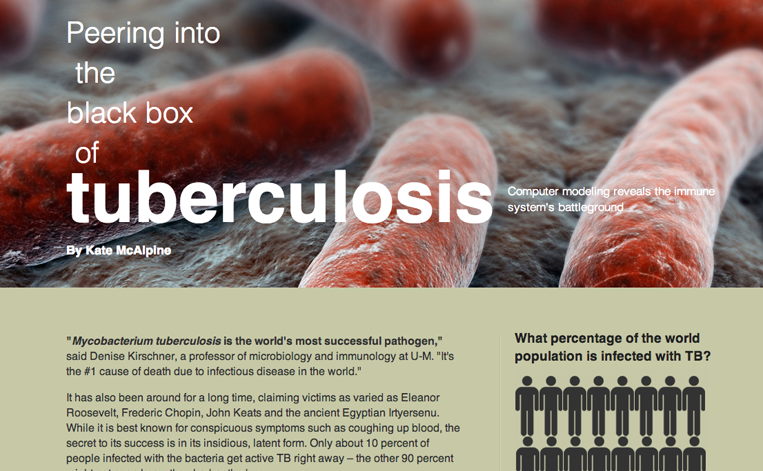 Peering into
the
black box
of
tuberculosis
Computer modeling reveals the immune
system's battleground
By Kate McAlpine
"Mycobacterium tuberculosis is the world's most successful pathogen,"
said Denise Kirschner, a professor of microbiology and immunology at U-M. "It's
the #1 cause of death due to infectious disease in the world."
It has also been around for a long time, claiming victims as varied as Eleanor
Roosevelt, Frederic Chopin, John Keats and the ancient Egyptian Irtyersenu.
While it is best known for conspicuous symptoms such as coughing up blood, the
secret to its success is in its insidious, latent form. Only about 10 percent of
people infected with the bacteria get active TB right away – the other 90 percent
What percentage of the world
population is infected with TB?